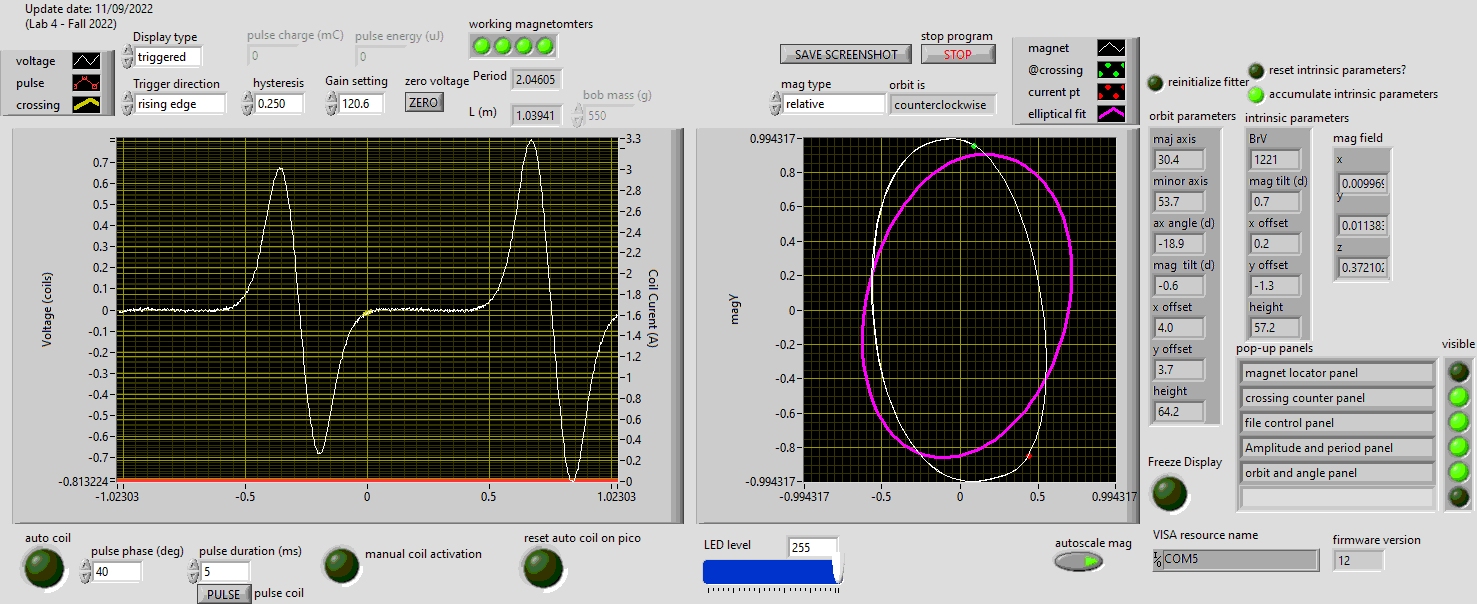 Update date: 11/09/2022
(Lab 4 - Fall 2022)
voltage
pulse
crossing
Display type
triggered
Trigger direction
rising edge
pulse charge (mC)
0
pulse energy (uJ)
0
hysteresis
0.250
Gain setting
120.6
zero voltage
ZERO
working magnetomters
Period
2.04605
L (m)
1.03941
bob mass (g)
550
SAVE SCREENSHOT
stop program
STOP
mag type
relative
orbit is
counterclockwise
magnet
@crossing
current pt
elliptical fit
reinitialize fitter
reset intrinsic parameters?
accumulate intrinsic parameters
Voltage (coils)
0.7
0.6
0.5
0.4
0.3
0.2
0.1
0
-0.1
-0.2
-0.3
-0.4
-0.5
-0.6
-0.7
-0.813224
-1.02303
-0.5
0
0.5
1.02303
3.3
3
2.8
2.6
2.4
2.2
2
1.8
1.6
1.4
1.2
1
0.8
0.6
0.4
0.2
0
Coil Current (A)
magY
0.994317
0.8
0.6
0.4
0.2
0
-0.2
-0.4
-0.6
-0.8
-0.994317
-0.994317
-0.5
0
0.5
0.994317
orbit parameters
maj axis
30.4
minor axis
53.7
ax angle (d)
-18.9
mag tilt (d)
-0.6
x offset
4.0
y offset
3.7
height
64.2
intrinsic parameters
BrV
1221
mag tilt (d)
0.7
x offset
0.2
y offset
-1.3
height
57.2
mag field
x
0.00996
y
0.01138
z
0.372102
pop-up panels
visible
magnet locator panel
crossing counter panel
file control panel
Amplitude and period panel
orbit and angle panel
Freeze Display
auto coil
pulse phase (deg)
40
pulse duration (ms)
5
PULSE
pulse coil
manual coil activation
reset auto coil on pico
LED level
255
autoscale mag
VISA resource name
COM5
firmware version
12